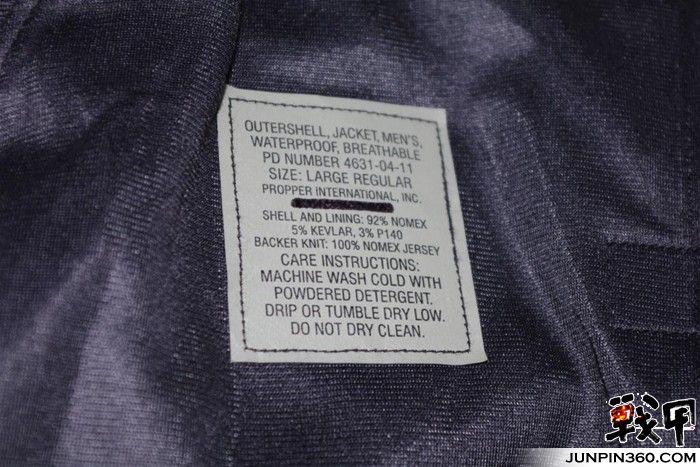 OUTERSHELL, JACKET, MEN'S,
WATERPROOF, BREATHABLE
PD NUMBER 4631-04-11
SIZE: LARGE REGULAR
PROPPER INTERNATIONAL, INC.
SHELL AND LINING: 92% NOMEX
5% KEVLAR, 3% P140
BACKER KNIT: 100% NOMEX JERSEY
CARE INSTRUCTIONS:
MACHINE WASH COLD WITH
POWDERED DETERGENT.
DRIP OR TUMBLE DRY LOW.
DO NOT DRY CLEAN.
戰甲
JUNPIN360.COM